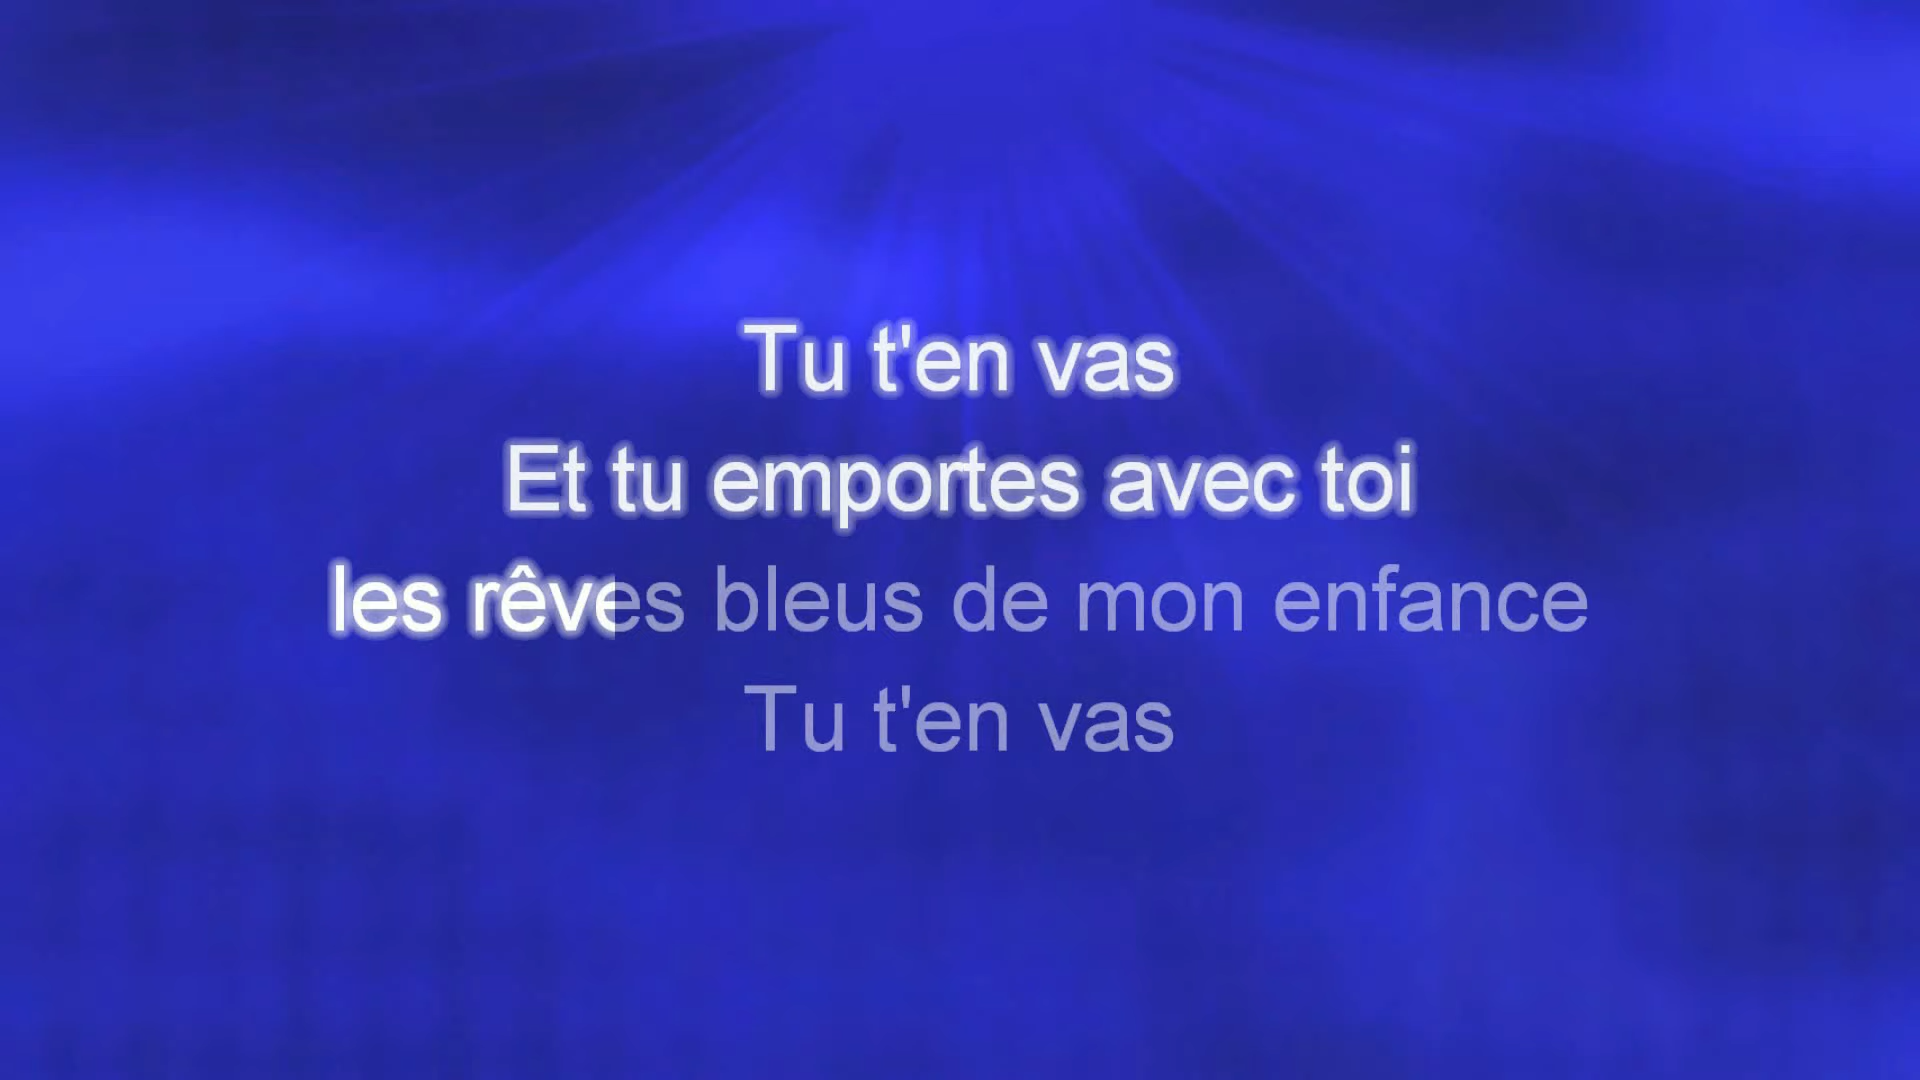 Tu t'en vas
Et tu emportes avec toi
les rêves bleus de mon enfance
Tu t'en vas